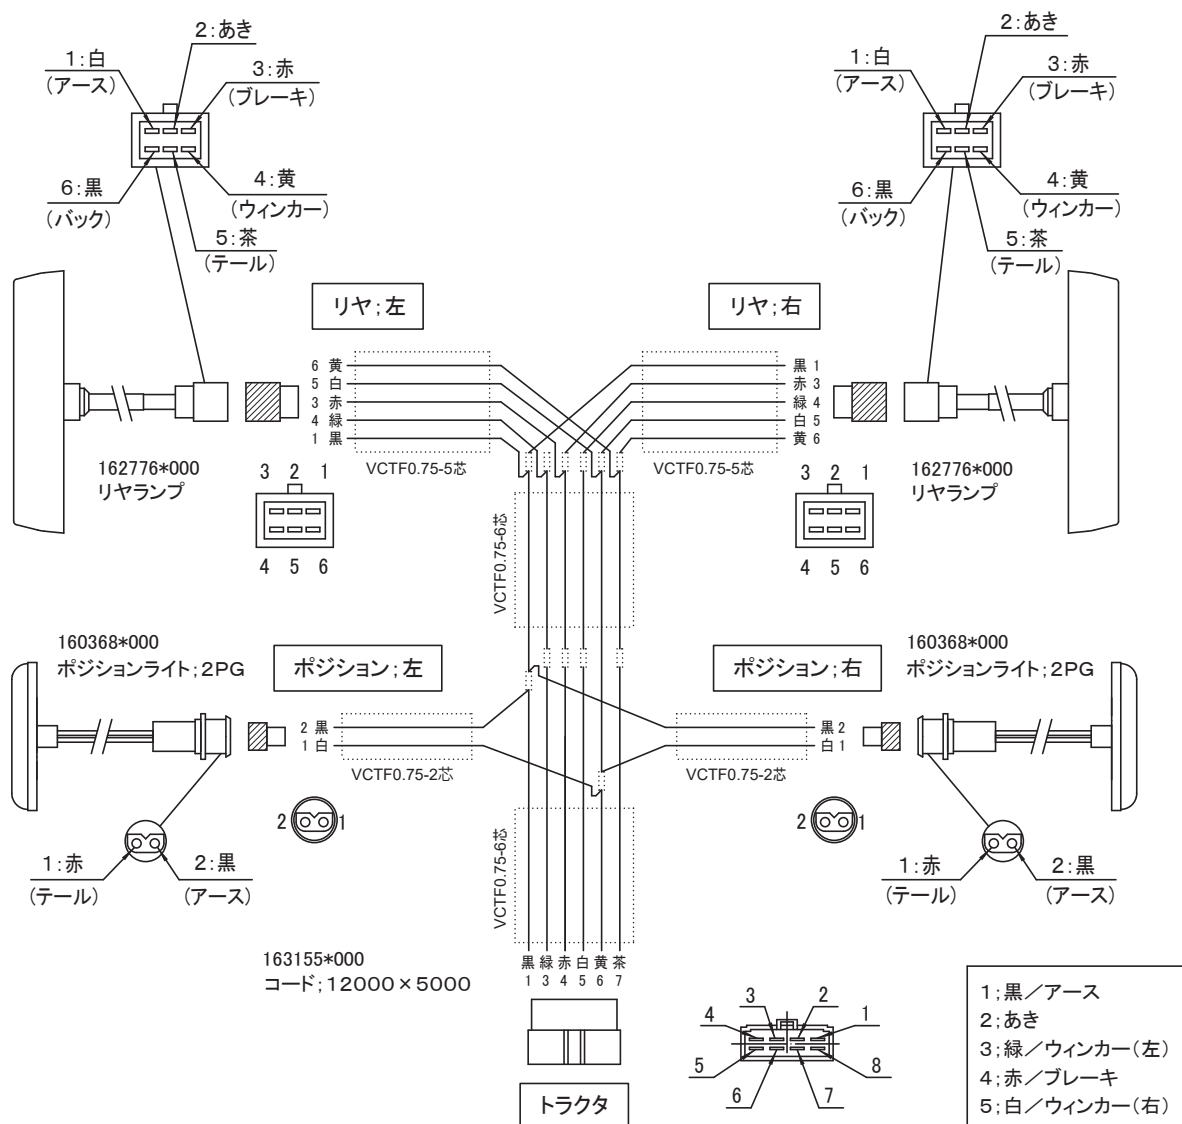 2:あき
1:白
(アース)
3:赤
(ブレーキ)
6:黒
(バック)
4:黄
(ウィンカー)
5:茶
(テール)
2:あき
1:白
(アース)
3:赤
(ブレーキ)
6:黒
(バック)
4:黄
(ウィンカー)
5:茶
(テール)
リヤ;左
リヤ;右
6 黄
5 白
3 赤
4 緑
1 黒
VCTF0.75-5芯
黒 1
赤 3
緑 4
白 5
黄 6
VCTF0.75-5芯
162776*000
リヤランプ
3 2 1
4 5 6
162776*000
リヤランプ
3 2 1
4 5 6
VCTF0.75-6芯
160368*000
ポジションライト;2PG
ポジション;左
ポジション;右
160368*000
ポジションライト;2PG
2 黒
1 白
VCTF0.75-2芯
黒 2
白 1
VCTF0.75-2芯
2 1
2 1
1:赤
(テール)
2:黒
(アース)
1:赤
(テール)
2:黒
(アース)
VCTF0.75-6芯
163155*000
コード;12000×5000
黒 緑 赤 白 黄 茶
1 3 4 5 6 7
トラクタ
4 3 2 1
5 6 7 8
1;黒/アース
2;あき
3;緑/ウィンカー(左)
4;赤/ブレーキ
5;白/ウィンカー(右)